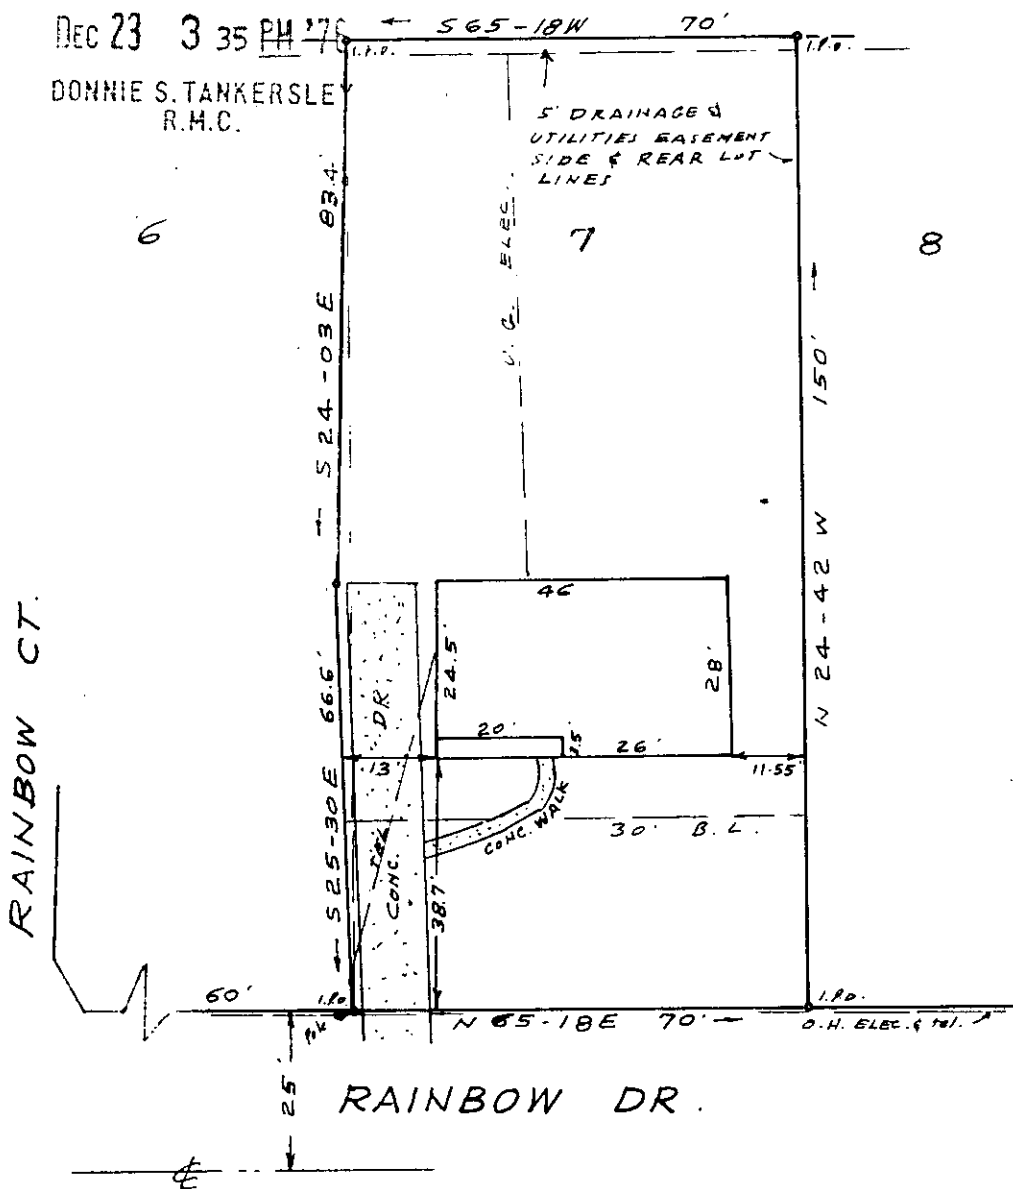 DEC 23 3 35 PM '76
DONNIE S. TANKERSLEY
R.M.C.
S 65-18W 70'
I.P.O.
I.P.O.
5' DRAINAGE &
UTILITIES EASEMENT
SIDE & REAR LOT
LINES
6
7
8
S 24-03 E 83.4'
U.G. ELEC.
N 24-42 W 150'
46
24.5'
28'
20'
3.5'
26'
13'
11.55'
66.6'
S 25-30 E
DR.
CONC.
TEL
CONC. WALK
30' B.L.
38.7'
RAINBOW CT.
60'
I.P.O.
Pole
N 65-18E 70'
I.P.O.
O.H. ELEC. & Tel.
25'
RAINBOW DR.
℄